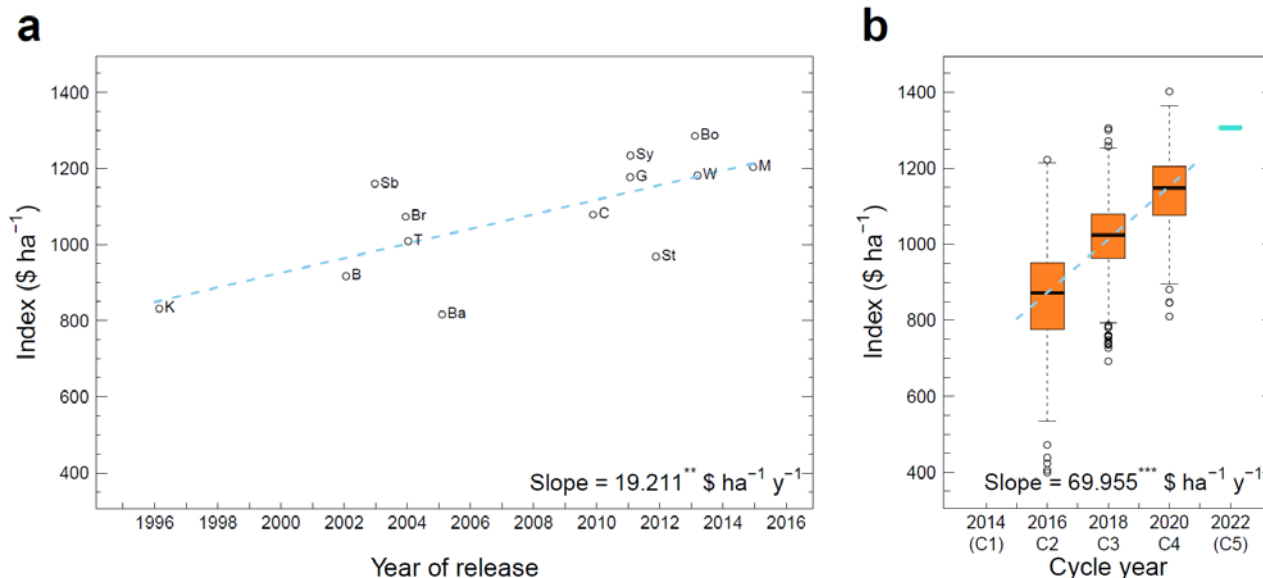 a
Index ($ ha⁻¹)
1400
1200
1000
800
600
400
K
Sb
Br
T
B
Ba
Sy
G
C
St
Bo
W
M
Slope = 19.211** $ ha⁻¹ y⁻¹
1996 1998 2000 2002 2004 2006 2008 2010 2012 2014 2016
Year of release
b
Index ($ ha⁻¹)
1400
1200
1000
800
600
400
Slope = 69.955*** $ ha⁻¹ y⁻¹
2014 2016 2018 2020 2022
(C1) C2 C3 C4 (C5)
Cycle year